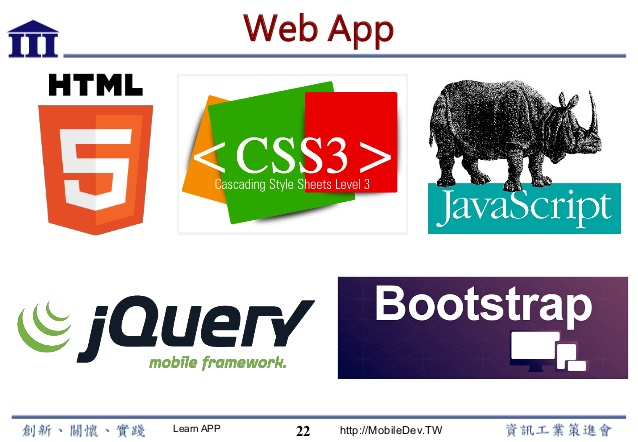 Web App
HTML
5
< CSS3 >
Cascading Style Sheets Level 3
JavaScript
jQuery
mobile framework.
Bootstrap
創新、關懷、實踐
Learn APP
22
http://MobileDev.TW
資訊工業策進會